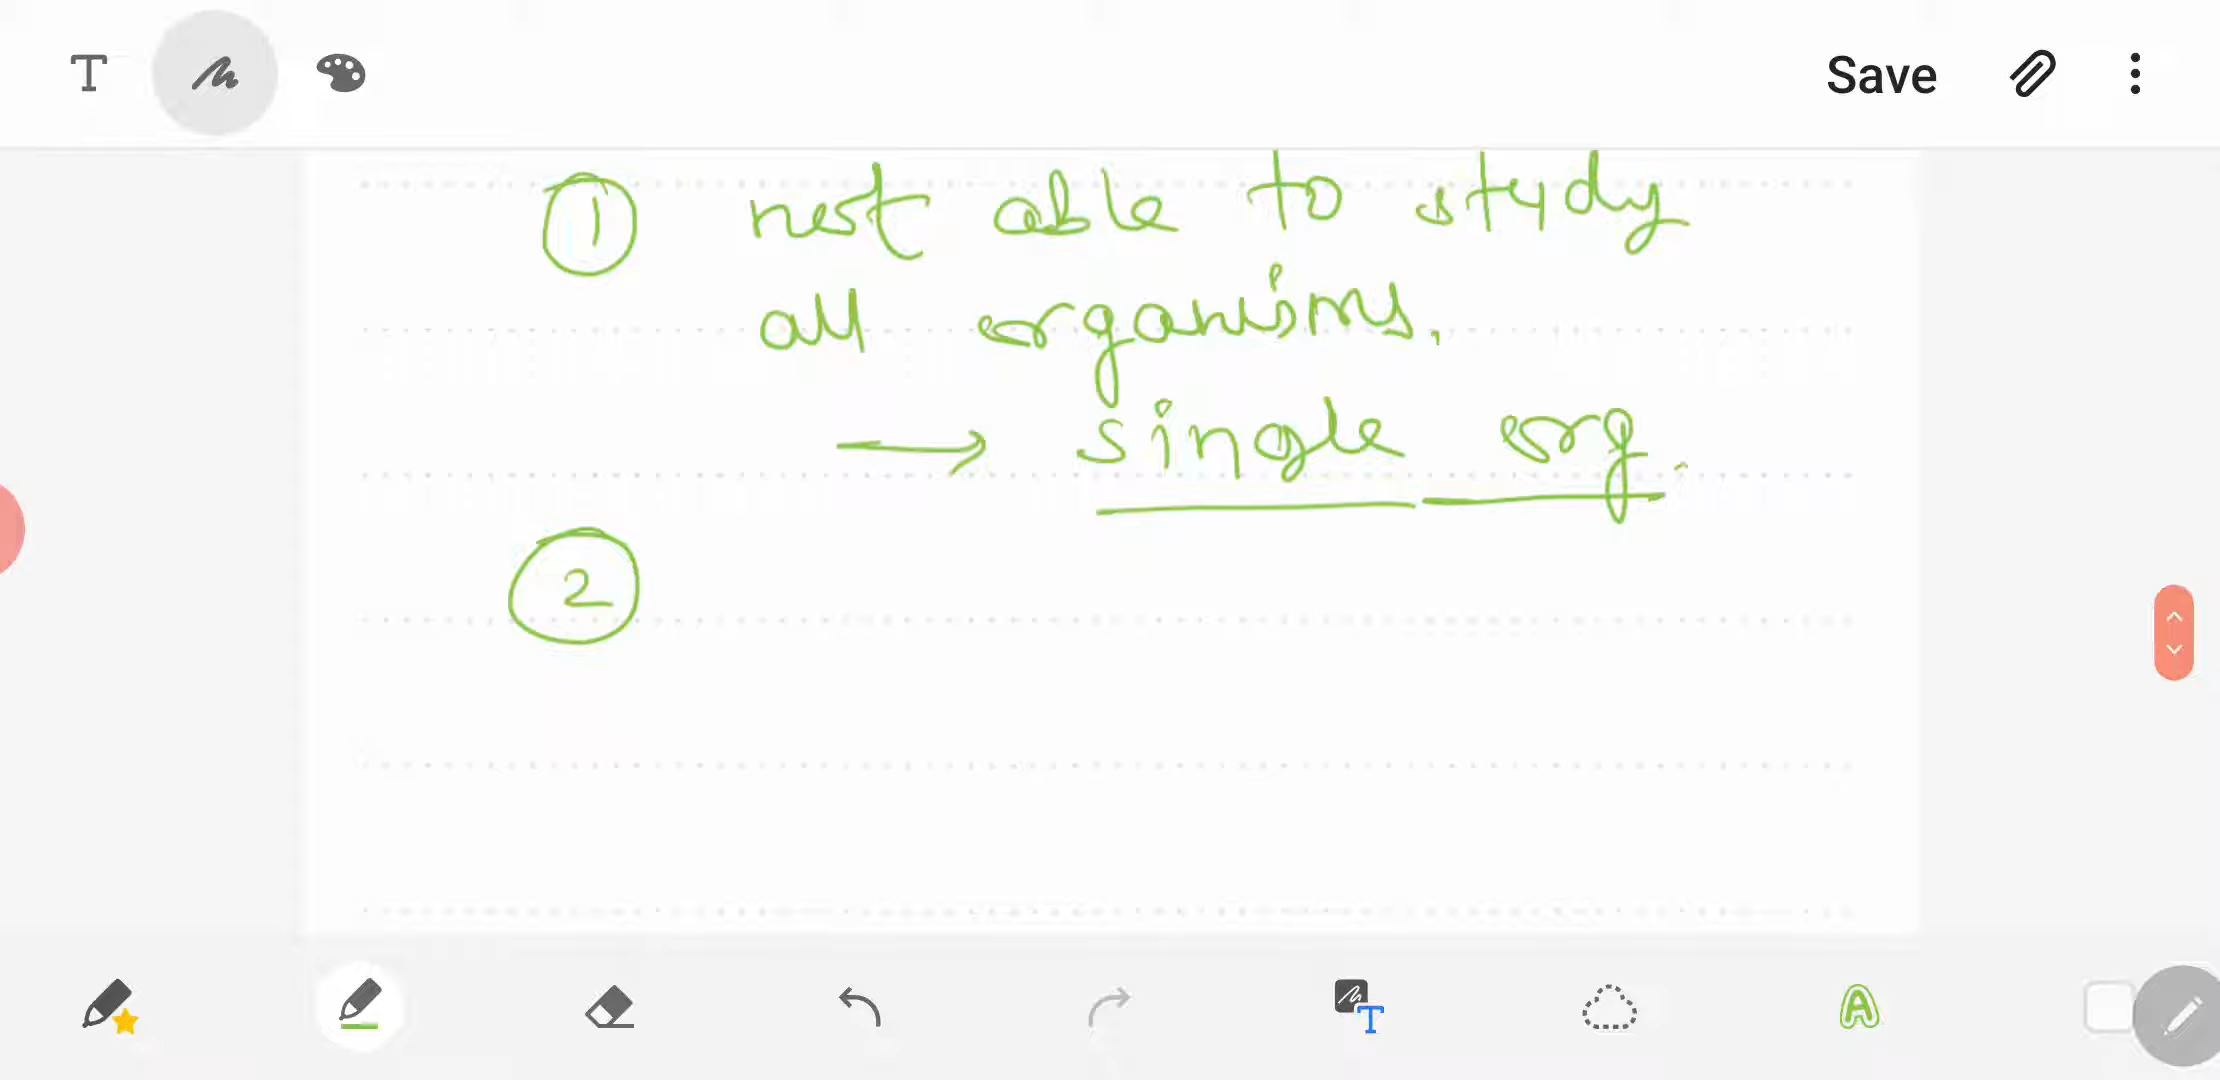 T Save
① not able to study
all organisms.
→ single org.
②
T A